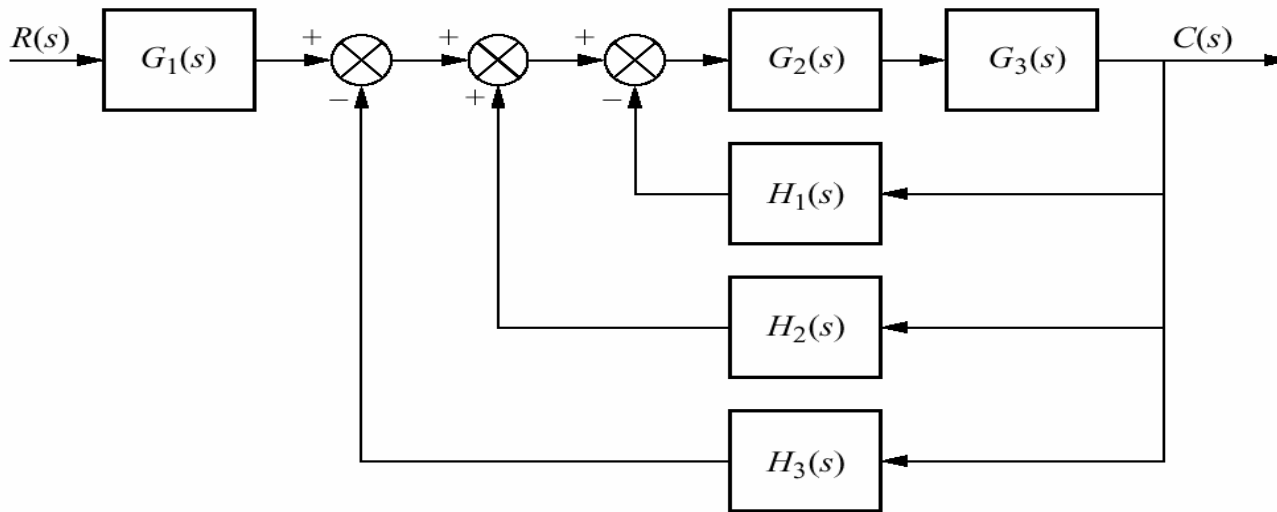 R(s)
G₁(s)
+
−
+
+
+
−
G₂(s)
G₃(s)
C(s)
H₁(s)
H₂(s)
H₃(s)